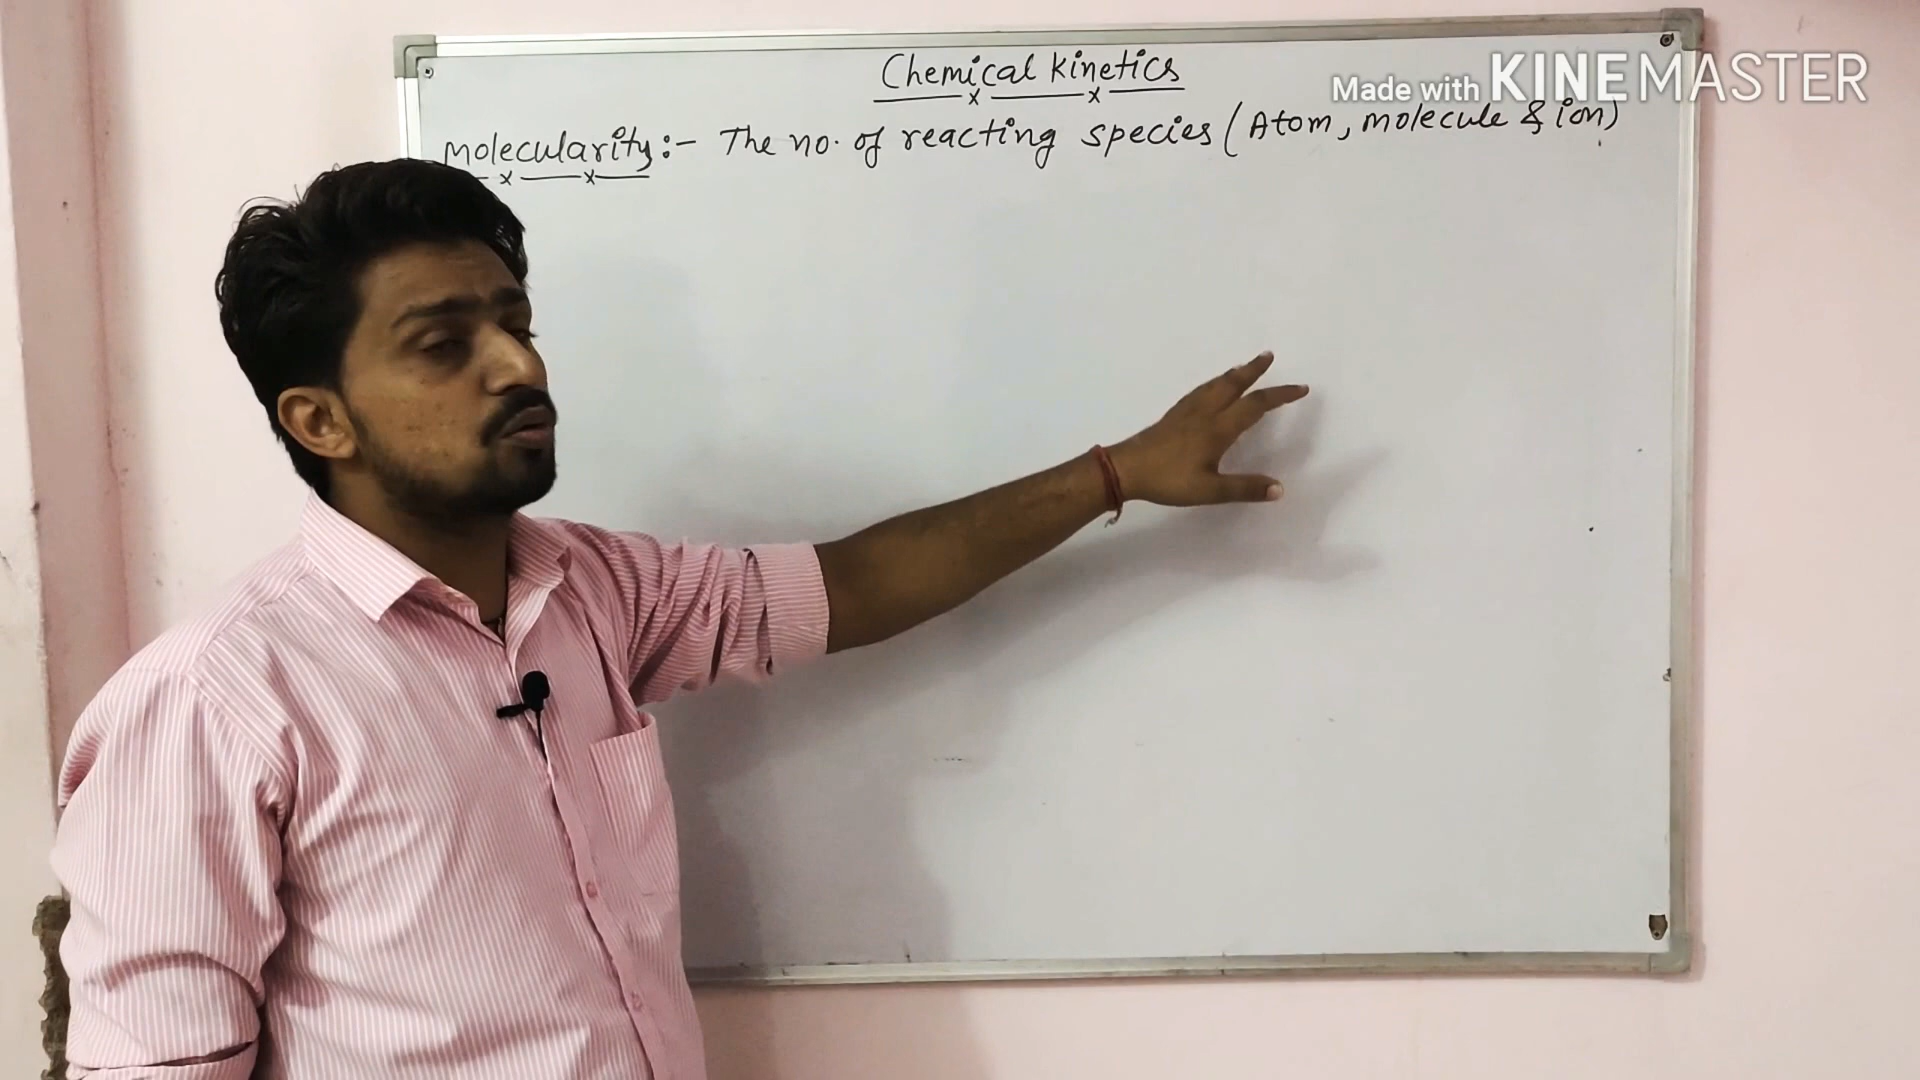 Chemical Kinetics
Made with KINEMASTER
Molecularity:- The no. of reacting species (Atom, molecule & ion)